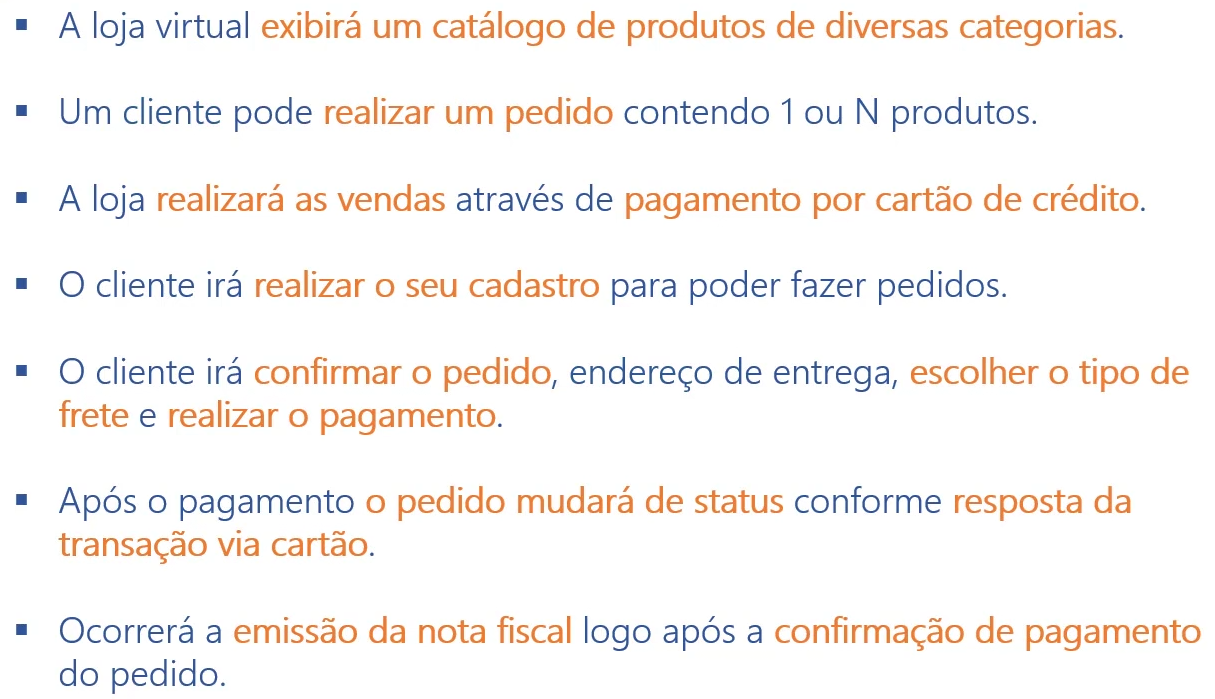 ▪ A loja virtual exibirá um catálogo de produtos de diversas categorias.
▪ Um cliente pode realizar um pedido contendo 1 ou N produtos.
▪ A loja realizará as vendas através de pagamento por cartão de crédito.
▪ O cliente irá realizar o seu cadastro para poder fazer pedidos.
▪ O cliente irá confirmar o pedido, endereço de entrega, escolher o tipo de
frete e realizar o pagamento.
▪ Após o pagamento o pedido mudará de status conforme resposta da
transação via cartão.
▪ Ocorrerá a emissão da nota fiscal logo após a confirmação de pagamento
do pedido.